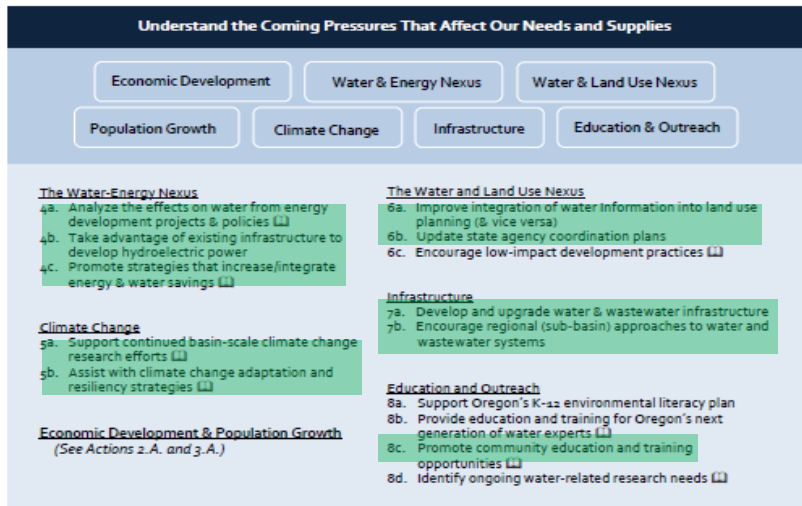 Understand the Coming Pressures That Affect Our Needs and Supplies
Economic Development
Water & Energy Nexus
Water & Land Use Nexus
Population Growth
Climate Change
Infrastructure
Education & Outreach
The Water-Energy Nexus
4a. Analyze the effects on water from energy
development projects & policies
4b. Take advantage of existing infrastructure to
develop hydroelectric power
4c. Promote strategies that increase/integrate
energy & water savings
Climate Change
5a. Support continued basin-scale climate change
research efforts
5b. Assist with climate change adaptation and
resiliency strategies
Economic Development & Population Growth
(See Actions 2.A. and 3.A.)
The Water and Land Use Nexus
6a. Improve integration of water Information into land use
planning (& vice versa)
6b. Update state agency coordination plans
6c. Encourage low-impact development practices
Infrastructure
7a. Develop and upgrade water & wastewater infrastructure
7b. Encourage regional (sub-basin) approaches to water and
wastewater systems
Education and Outreach
8a. Support Oregon's K-12 environmental literacy plan
8b. Provide education and training for Oregon's next
generation of water experts
8c. Promote community education and training
opportunities
8d. Identify ongoing water-related research needs